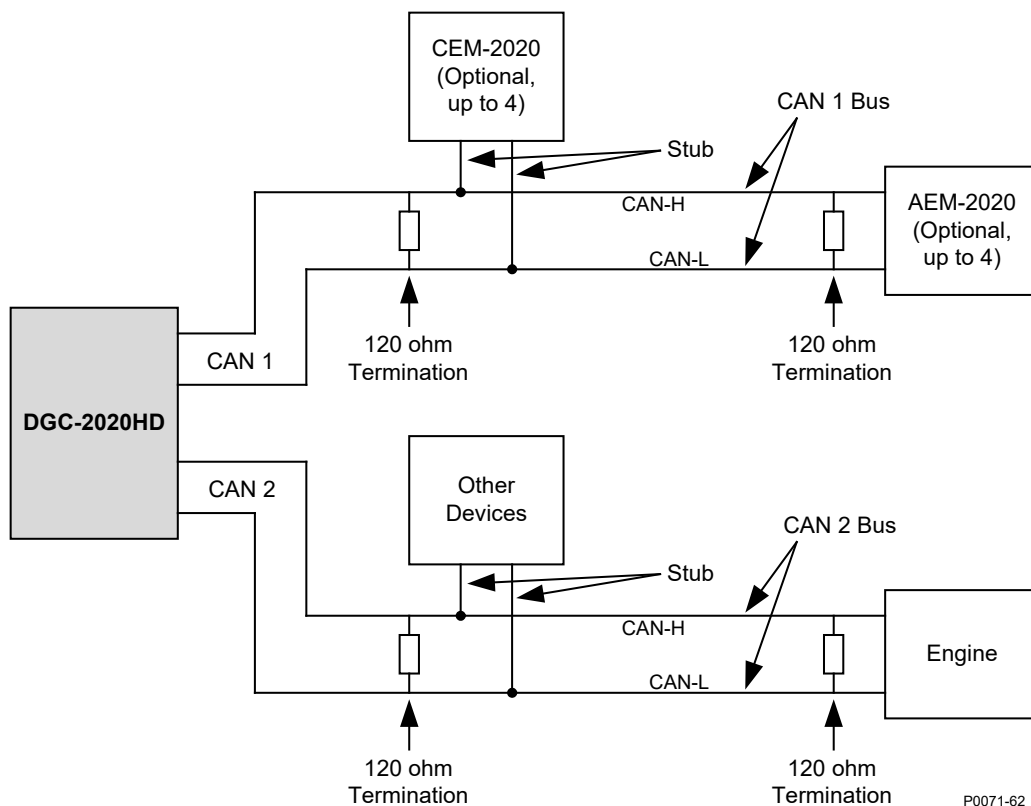 CEM-2020
(Optional,
up to 4)
CAN 1 Bus
Stub
CAN-H
CAN-L
AEM-2020
(Optional,
up to 4)
120 ohm
Termination
120 ohm
Termination
CAN 1
DGC-2020HD
CAN 2
Other
Devices
CAN 2 Bus
Stub
CAN-H
CAN-L
Engine
120 ohm
Termination
120 ohm
Termination
P0071-62